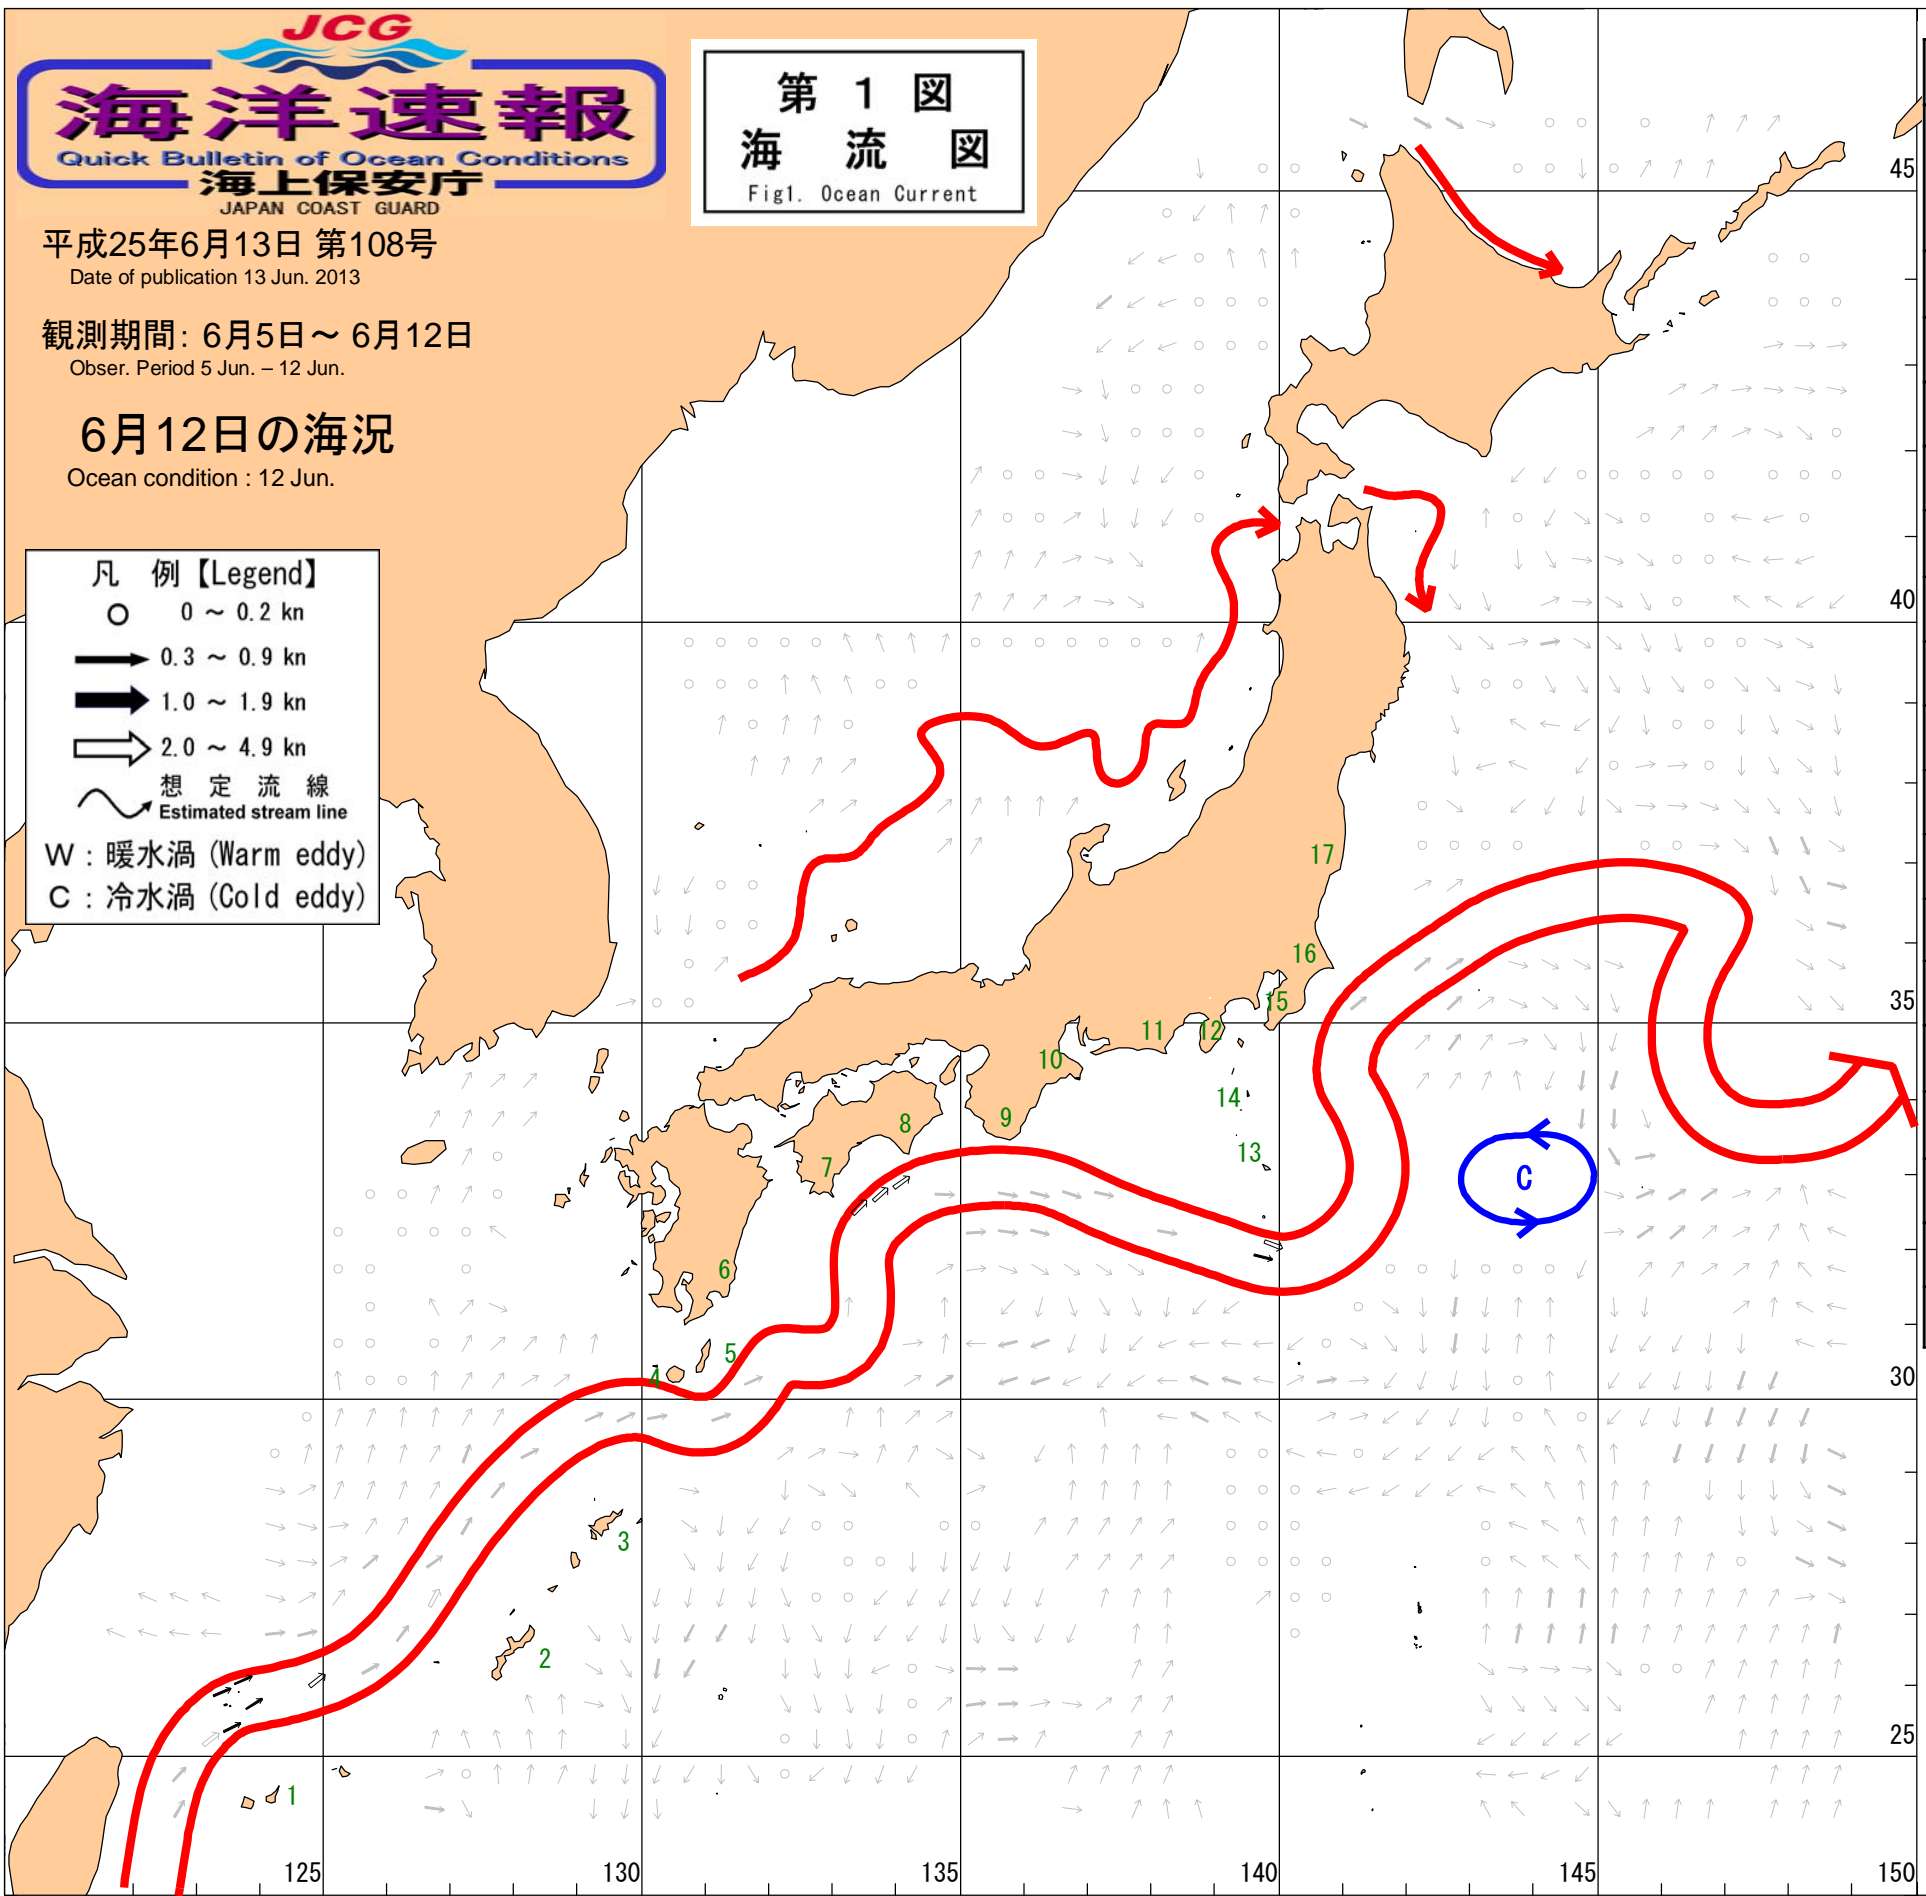 JCG
海洋速報
Quick Bulletin of Ocean Conditions
海上保安庁
JAPAN COAST GUARD
第 1 図
海 流 図
Fig1. Ocean Current
平成25年6月13日 第108号
Date of publication 13 Jun. 2013
観測期間: 6月5日～ 6月12日
Obser. Period 5 Jun. – 12 Jun.
6月12日の海況
Ocean condition : 12 Jun.
凡 例【Legend】
0 ～ 0.2 kn
0.3 ～ 0.9 kn
1.0 ～ 1.9 kn
2.0 ～ 4.9 kn
想 定 流 線
Estimated stream line
W : 暖水渦 (Warm eddy)
C : 冷水渦 (Cold eddy)
45
40
35
30
25
17
16
15
12
11
10
14
9
8
13
7
C
6
5
4
3
2
1
125
130
135
140
145
150